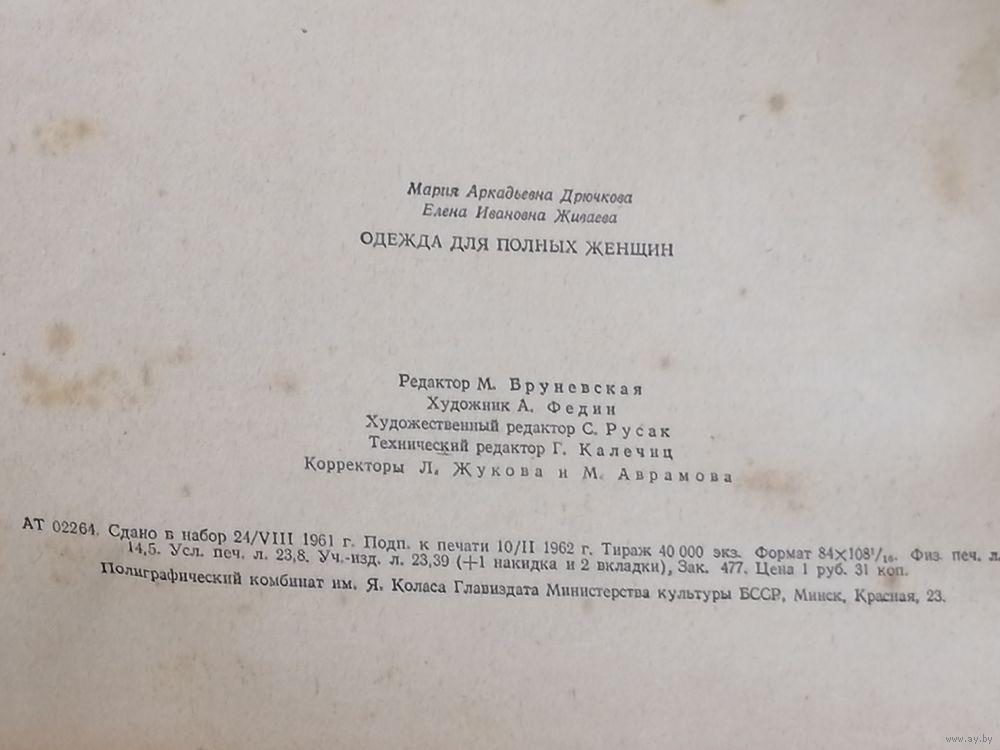 Мария Аркадьевна Дрючкова
Елена Ивановна Живаева
ОДЕЖДА ДЛЯ ПОЛНЫХ ЖЕНЩИН
Редактор М. Бруневская
Художник А. Федин
Художественный редактор С. Русак
Технический редактор Г. Калечиц
Корректоры Л. Жукова и М. Аврамова
АТ 02264. Сдано в набор 24/VIII 1961 г. Подп. к печати 10/II 1962 г. Тираж 40 000 экз. Формат 84×108¹/₁₆. Физ. печ. л.
14,5. Усл. печ. л. 23,8. Уч.-изд. л. 23,39 (+1 накидка и 2 вкладки), Зак. 477. Цена 1 руб. 31 коп.
Полиграфический комбинат им. Я. Коласа Главиздата Министерства культуры БССР, Минск, Красная, 23.
www.ay.by